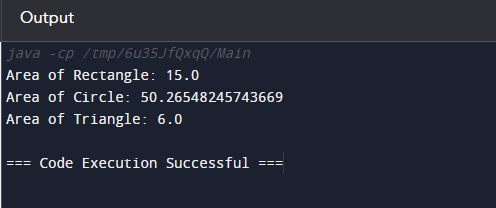 Output
java -cp /tmp/6u35JfQxqQ/Main
Area of Rectangle: 15.0
Area of Circle: 50.26548245743669
Area of Triangle: 6.0
=== Code Execution Successful ===